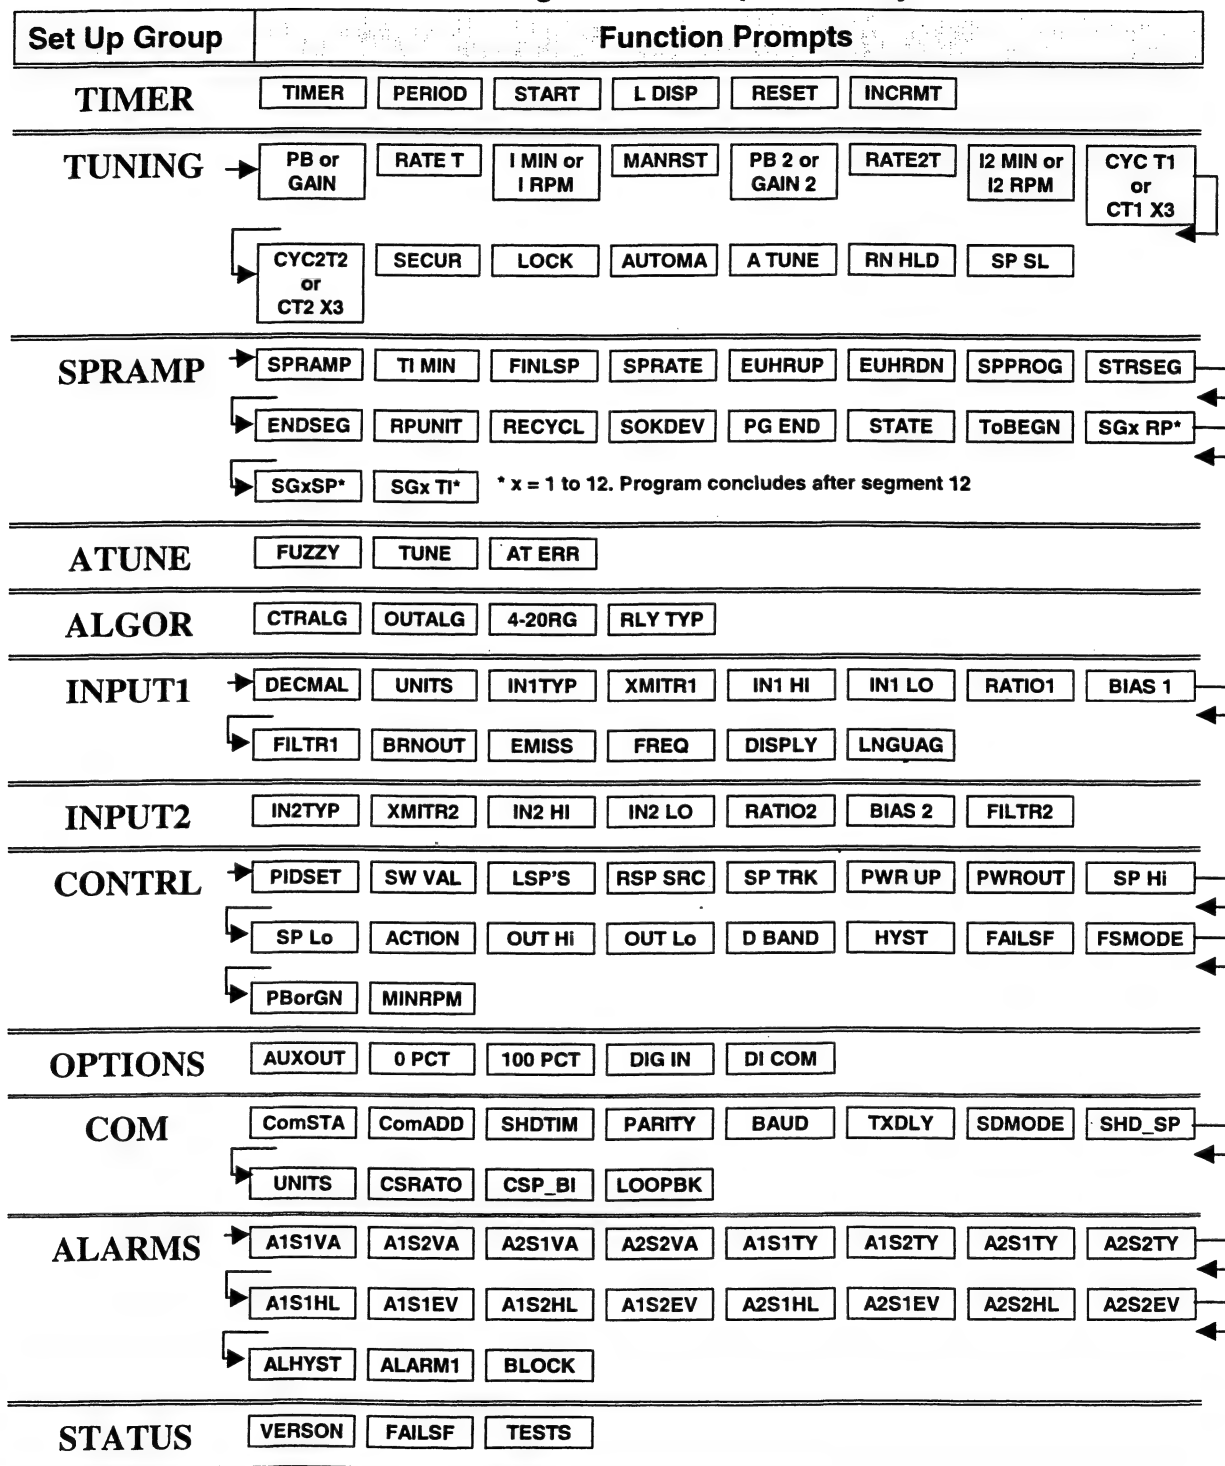 Set Up Group Function Prompts
TIMER TIMER PERIOD START L DISP RESET INCRMT
TUNING PB or GAIN RATE T I MIN or I RPM MANRST PB 2 or GAIN 2 RATE2T I2 MIN or I2 RPM CYC T1 or CT1 X3
CYC2T2 or CT2 X3 SECUR LOCK AUTOMA A TUNE RN HLD SP SL
SPRAMP SPRAMP TI MIN FINLSP SPRATE EUHRUP EUHRDN SPPROG STRSEG
ENDSEG RPUNIT RECYCL SOKDEV PG END STATE ToBEGN SGx RP*
SGxSP* SGx TI* * x = 1 to 12. Program concludes after segment 12
ATUNE FUZZY TUNE AT ERR
ALGOR CTRALG OUTALG 4-20RG RLY TYP
INPUT1 DECMAL UNITS IN1TYP XMITR1 IN1 HI IN1 LO RATIO1 BIAS 1
FILTR1 BRNOUT EMISS FREQ DISPLY LNGUAG
INPUT2 IN2TYP XMITR2 IN2 HI IN2 LO RATIO2 BIAS 2 FILTR2
CONTRL PIDSET SW VAL LSP'S RSP SRC SP TRK PWR UP PWROUT SP Hi
SP Lo ACTION OUT Hi OUT Lo D BAND HYST FAILSF FSMODE
PBorGN MINRPM
OPTIONS AUXOUT 0 PCT 100 PCT DIG IN DI COM
COM ComSTA ComADD SHDTIM PARITY BAUD TXDLY SDMODE SHD_SP
UNITS CSRATO CSP_BI LOOPBK
ALARMS A1S1VA A1S2VA A2S1VA A2S2VA A1S1TY A1S2TY A2S1TY A2S2TY
A1S1HL A1S1EV A1S2HL A1S2EV A2S1HL A2S1EV A2S2HL A2S2EV
ALHYST ALARM1 BLOCK
STATUS VERSON FAILSF TESTS